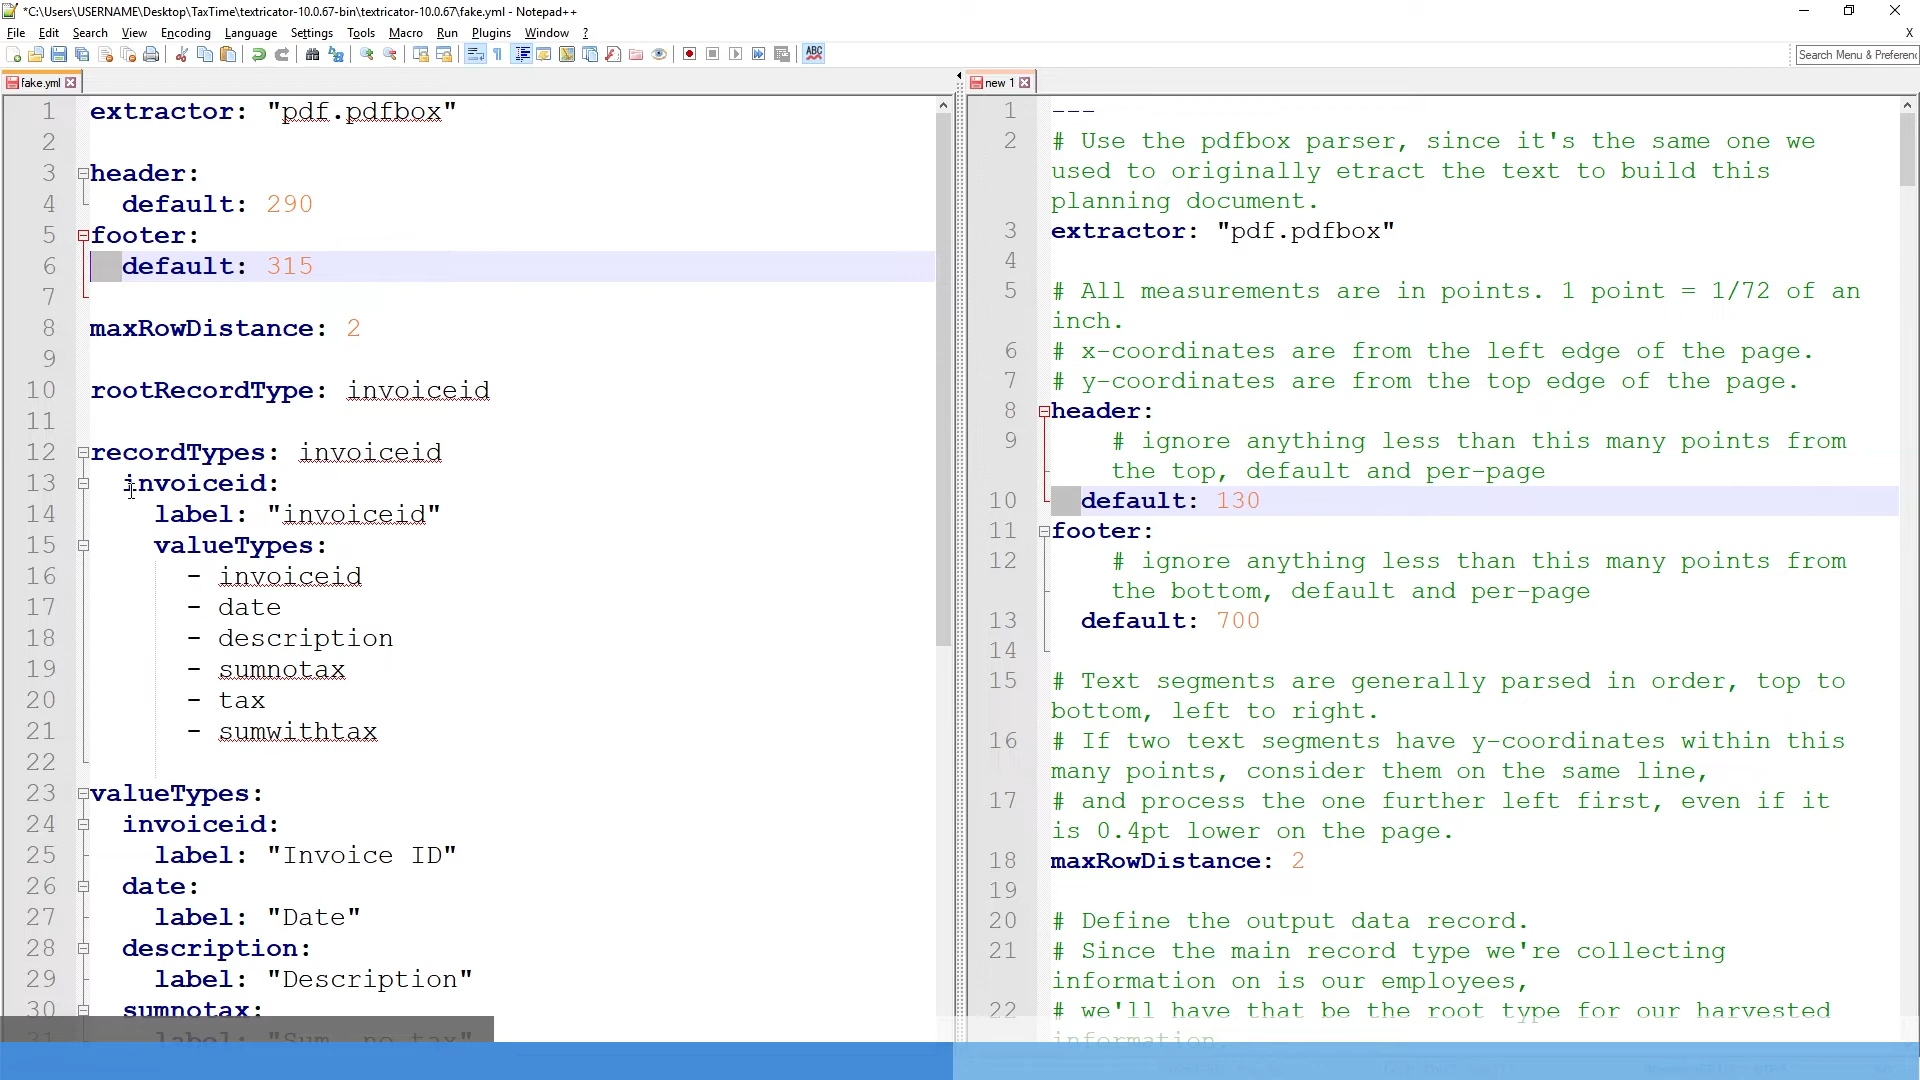 *C:\Users\USERNAME\Desktop\TaxTime\textricator-10.0.67-bin\textricator-10.0.67\fake.yml - Notepad++
File Edit Search View Encoding Language Settings Tools Macro Run Plugins Window ? X
ABC
Search Menu & Preferenc
fake.yml
1 extractor: "pdf.pdfbox"
2
3 header:
4 default: 290
5 footer:
6 default: 315
7
8 maxRowDistance: 2
9
10 rootRecordType: invoiceid
11
12 recordTypes: invoiceid
13 invoiceid:
14 label: "invoiceid"
15 valueTypes:
16 - invoiceid
17 - date
18 - description
19 - sumnotax
20 - tax
21 - sumwithtax
22
23 valueTypes:
24 invoiceid:
25 label: "Invoice ID"
26 date:
27 label: "Date"
28 description:
29 label: "Description"
30 sumnotax:
31 label: "Sum, no tax"
new 1
1 ---
2 # Use the pdfbox parser, since it's the same one we
used to originally etract the text to build this
planning document.
3 extractor: "pdf.pdfbox"
4
5 # All measurements are in points. 1 point = 1/72 of an
inch.
6 # x-coordinates are from the left edge of the page.
7 # y-coordinates are from the top edge of the page.
8 header:
9 # ignore anything less than this many points from
the top, default and per-page
10 default: 130
11 footer:
12 # ignore anything less than this many points from
the bottom, default and per-page
13 default: 700
14
15 # Text segments are generally parsed in order, top to
bottom, left to right.
16 # If two text segments have y-coordinates within this
many points, consider them on the same line,
17 # and process the one further left first, even if it
is 0.4pt lower on the page.
18 maxRowDistance: 2
19
20 # Define the output data record.
21 # Since the main record type we're collecting
information on is our employees,
22 # we'll have that be the root type for our harvested
information.